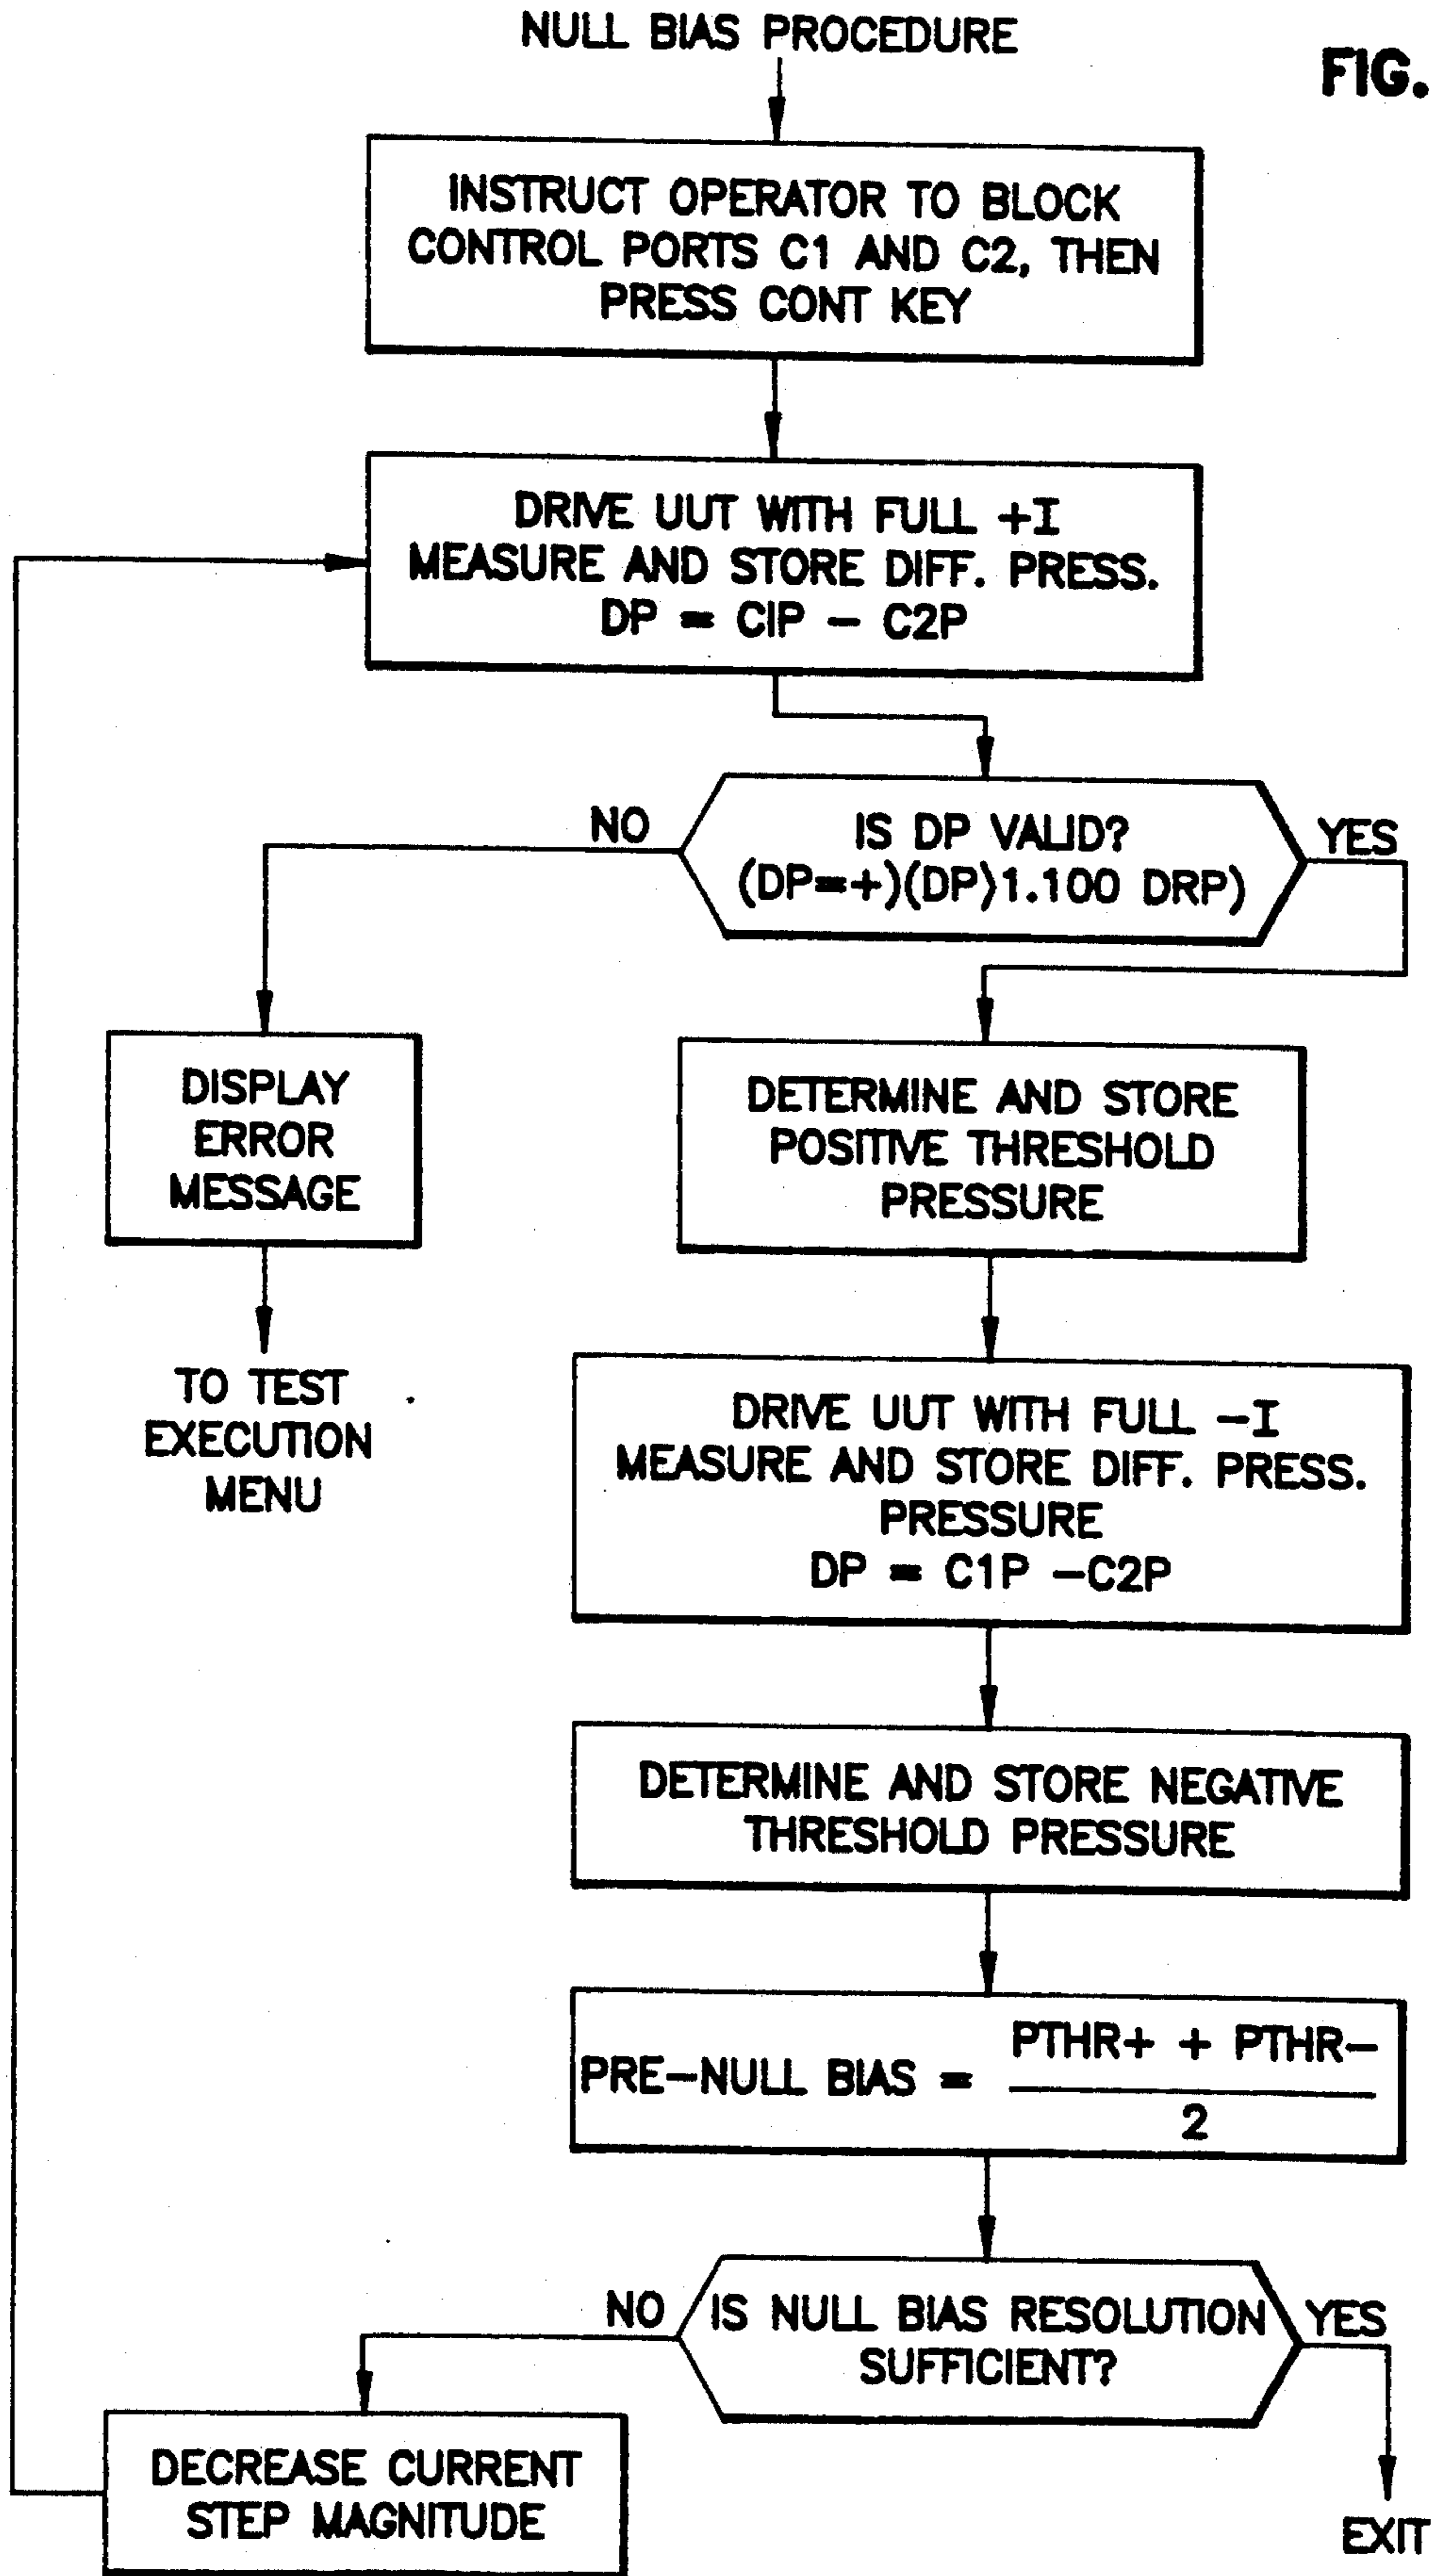 NULL BIAS PROCEDURE
FIG.
INSTRUCT OPERATOR TO BLOCK
CONTROL PORTS C1 AND C2, THEN
PRESS CONT KEY
DRIVE UUT WITH FULL +I
MEASURE AND STORE DIFF. PRESS.
DP = CIP - C2P
NO
IS DP VALID?
(DP=+)(DP)1.100 DRP)
YES
DISPLAY
ERROR
MESSAGE
TO TEST
EXECUTION
MENU
DETERMINE AND STORE
POSITIVE THRESHOLD
PRESSURE
DRIVE UUT WITH FULL -I
MEASURE AND STORE DIFF. PRESS.
PRESSURE
DP = C1P -C2P
DETERMINE AND STORE NEGATIVE
THRESHOLD PRESSURE
PRE-NULL BIAS = PTHR+ + PTHR-
2
NO
IS NULL BIAS RESOLUTION
SUFFICIENT?
YES
DECREASE CURRENT
STEP MAGNITUDE
EXIT